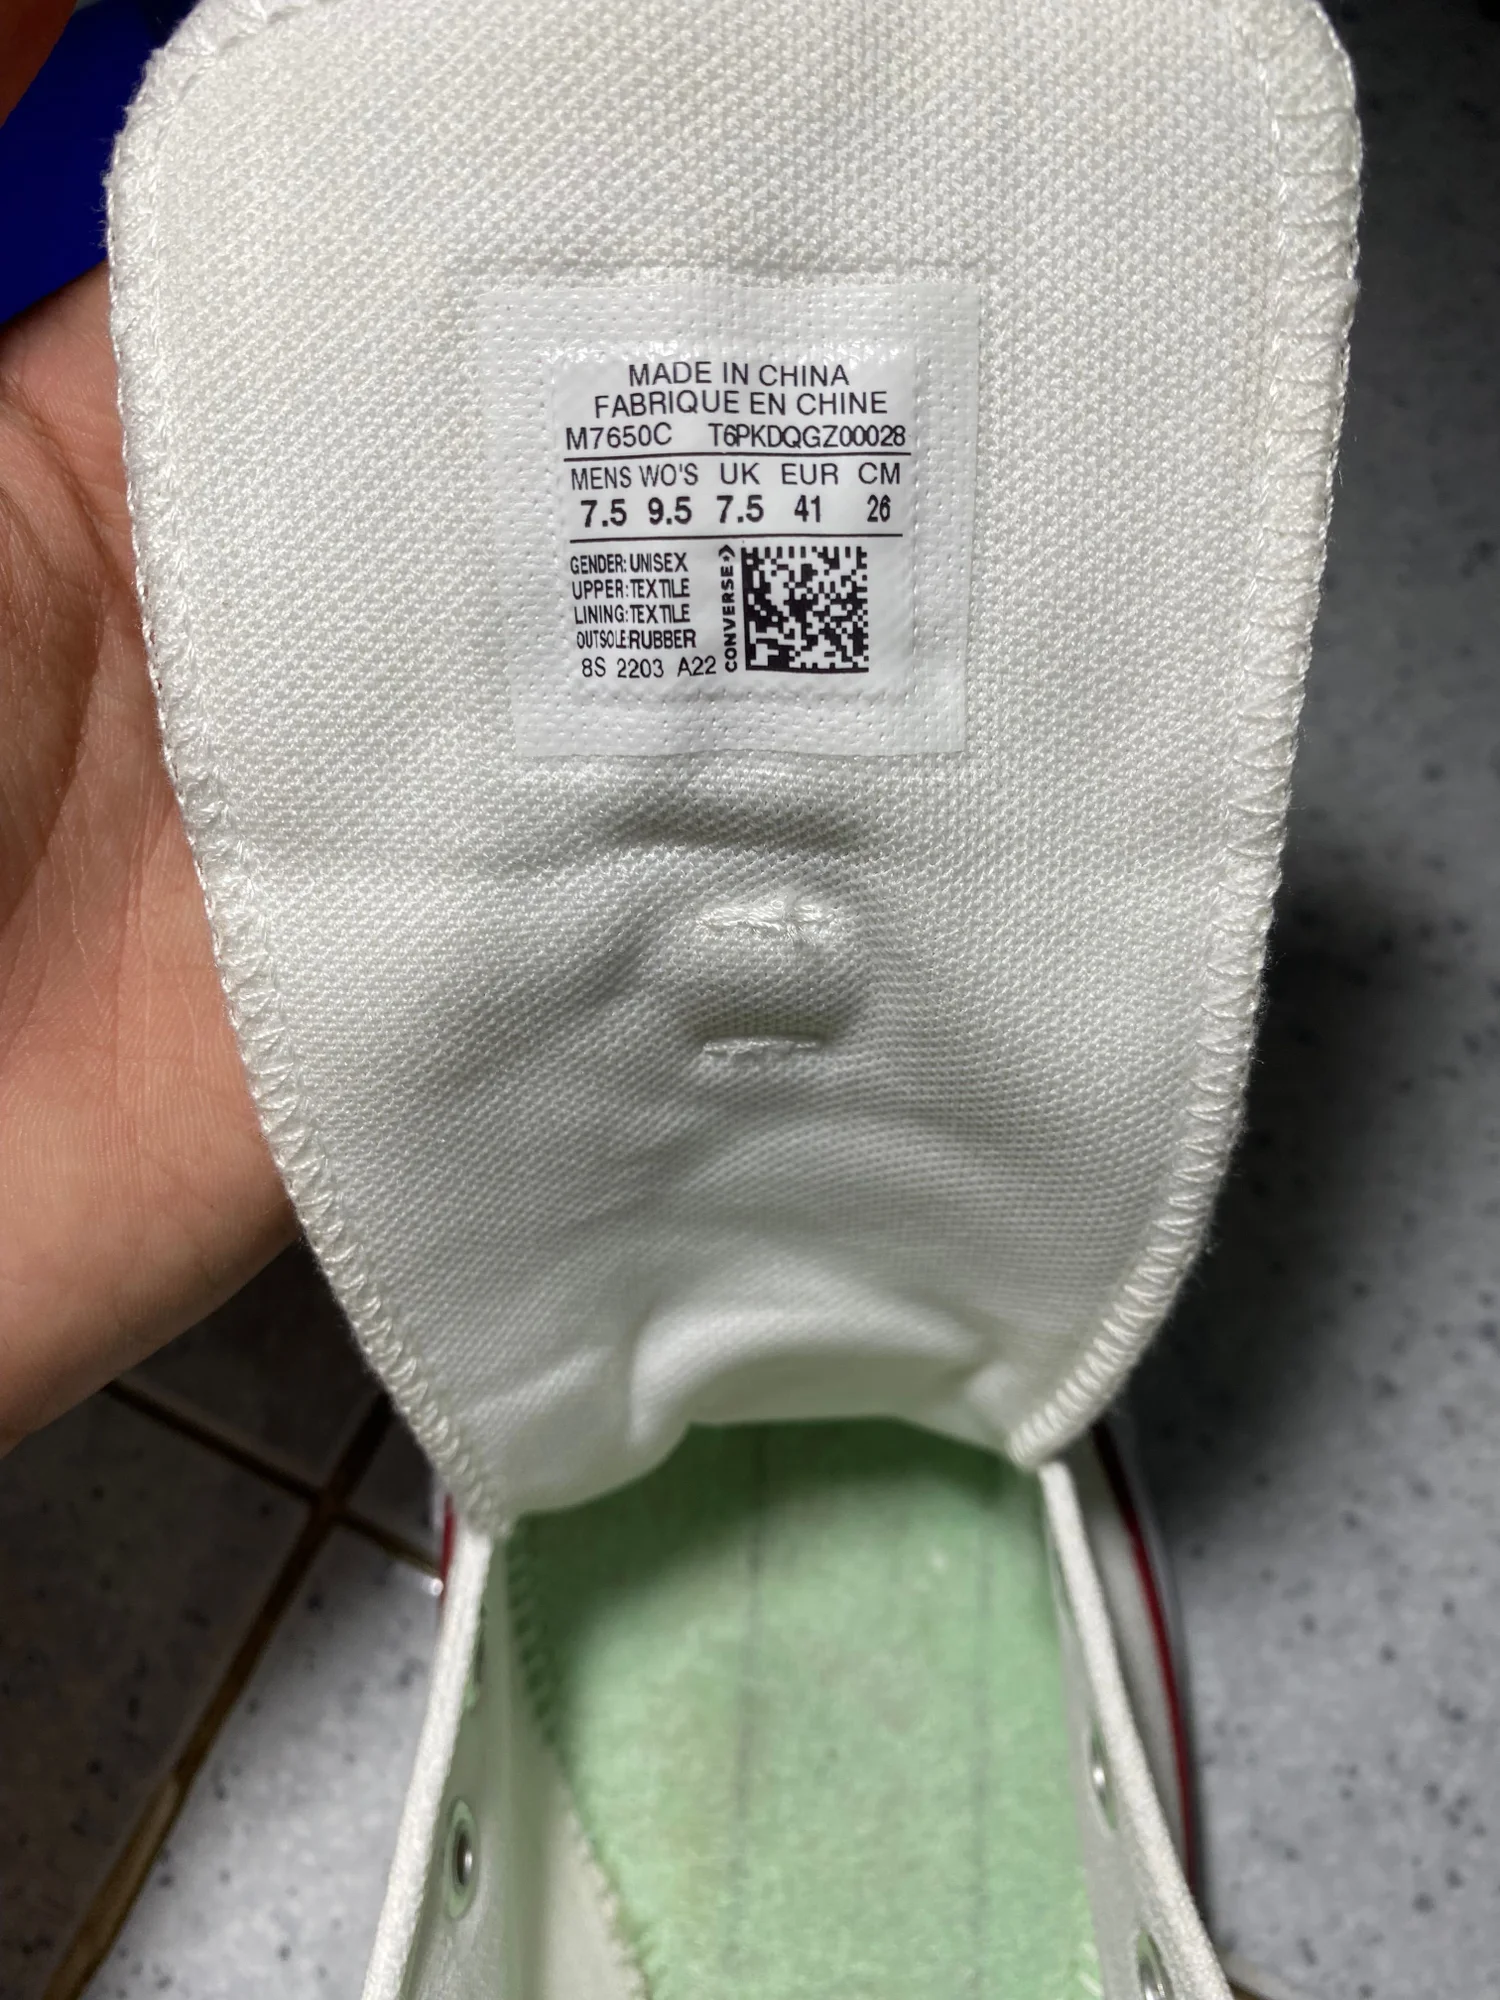 MADE IN CHINA
FABRIQUE EN CHINE
M7650C T6PKDQGZ00028
MENS WO'S UK EUR CM
7.5 9.5 7.5 41 26
GENDER:UNISEX
UPPER:TEXTILE
LINING:TEXTILE
OUTSOLE:RUBBER
8S 2203 A22
CONVERSE